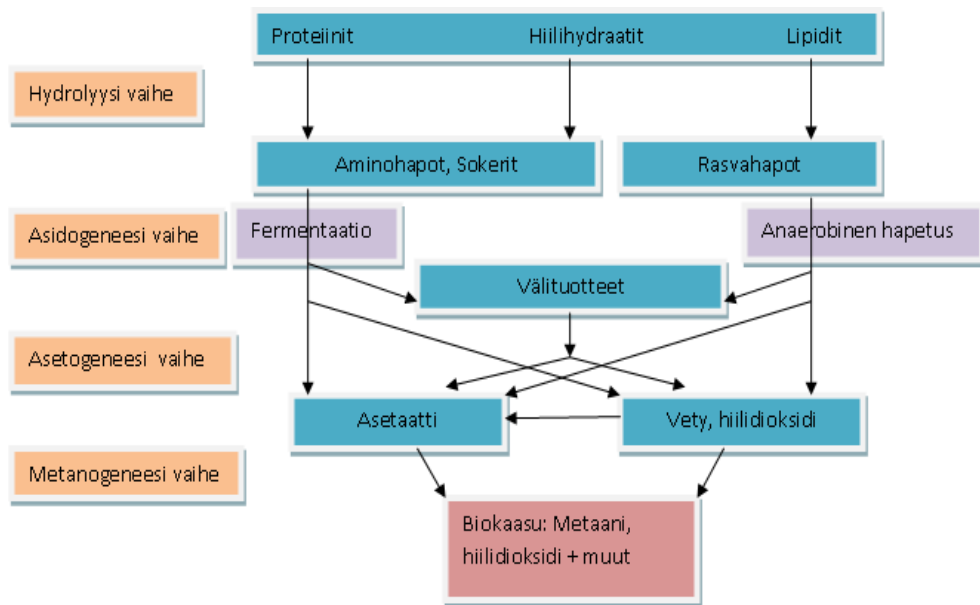 Proteiinit Hiilihydraatit Lipidit
Hydrolyysi vaihe
Aminohapot, Sokerit
Rasvahapot
Asidogeneesi vaihe
Fermentaatio
Anaerobinen hapetus
Välituotteet
Asetogeneesi vaihe
Asetaatti
Vety, hiilidioksidi
Metanogeneesi vaihe
Biokaasu: Metaani,
hiilidioksidi + muut